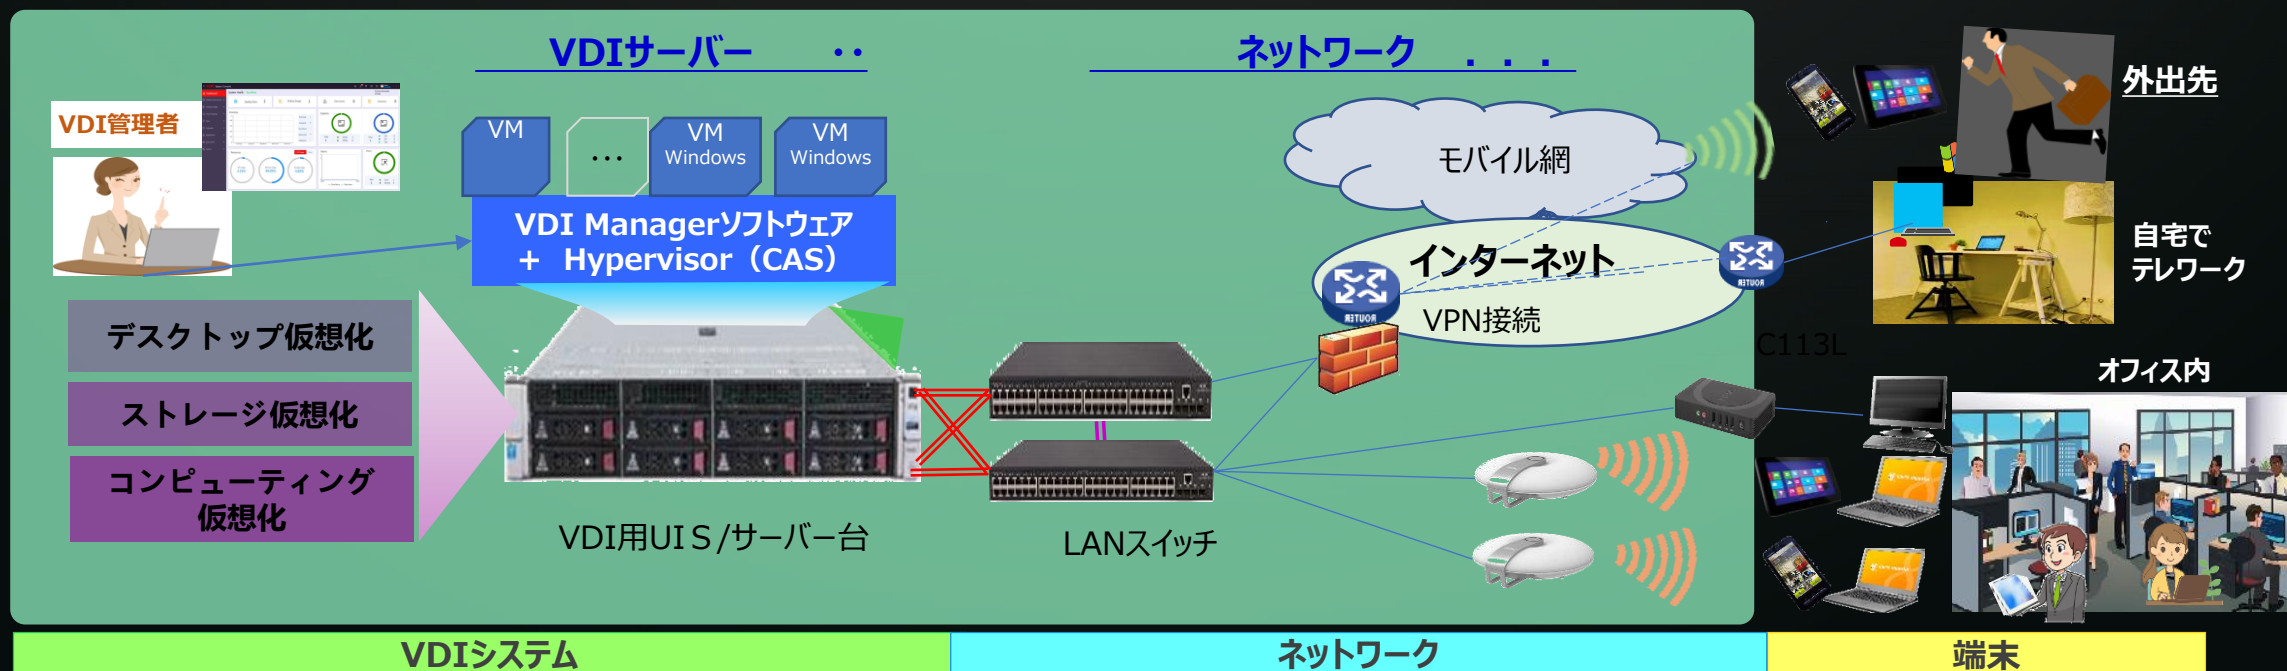 VDIサーバー ・・
ネットワーク . . .
外出先
VDI管理者
VM
...
VM
Windows
VM
Windows
モバイル網
VDI Managerソフトウェア
+ Hypervisor（CAS）
インターネット
VPN接続
ROUTER
ROUTER
自宅で
テレワーク
デスクトップ仮想化
ストレージ仮想化
コンピューティング
仮想化
C113L
オフィス内
VDI用UIＳ/サーバー台
LANスイッチ
VDIシステム
ネットワーク
端末